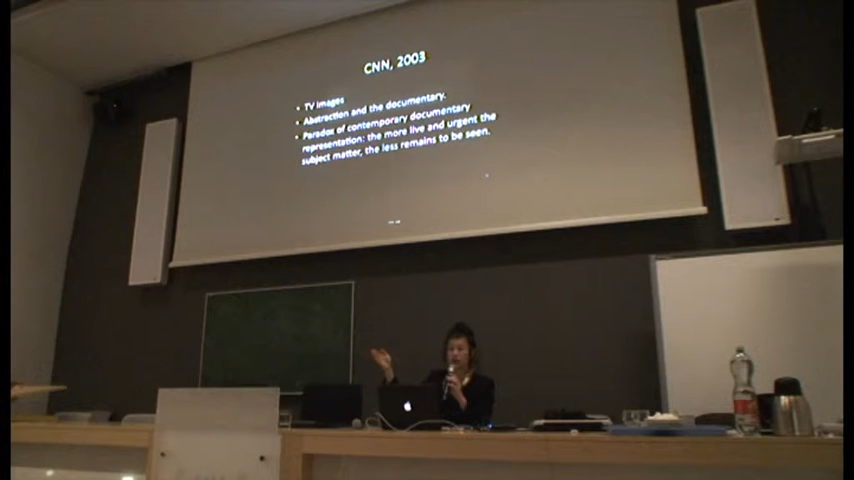 CNN, 2003
• TV images
• Abstraction and the documentary.
• Paradox of contemporary documentary
representation: the more live and urgent the
subject matter, the less remains to be seen.